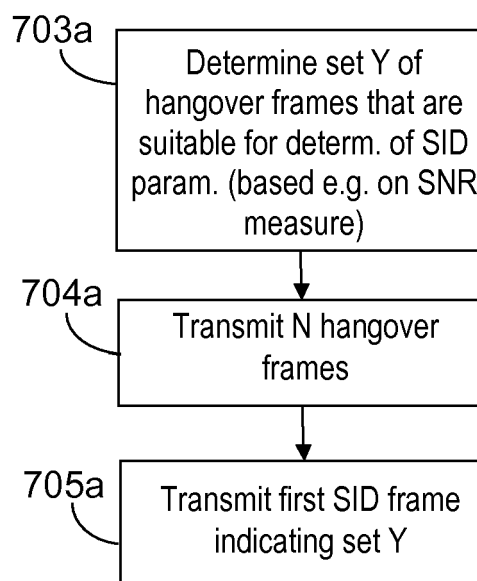 703a
Determine set Y of
hangover frames that are
suitable for determ. of SID
param. (based e.g. on SNR
measure)
704a
Transmit N hangover
frames
705a
Transmit first SID frame
indicating set Y